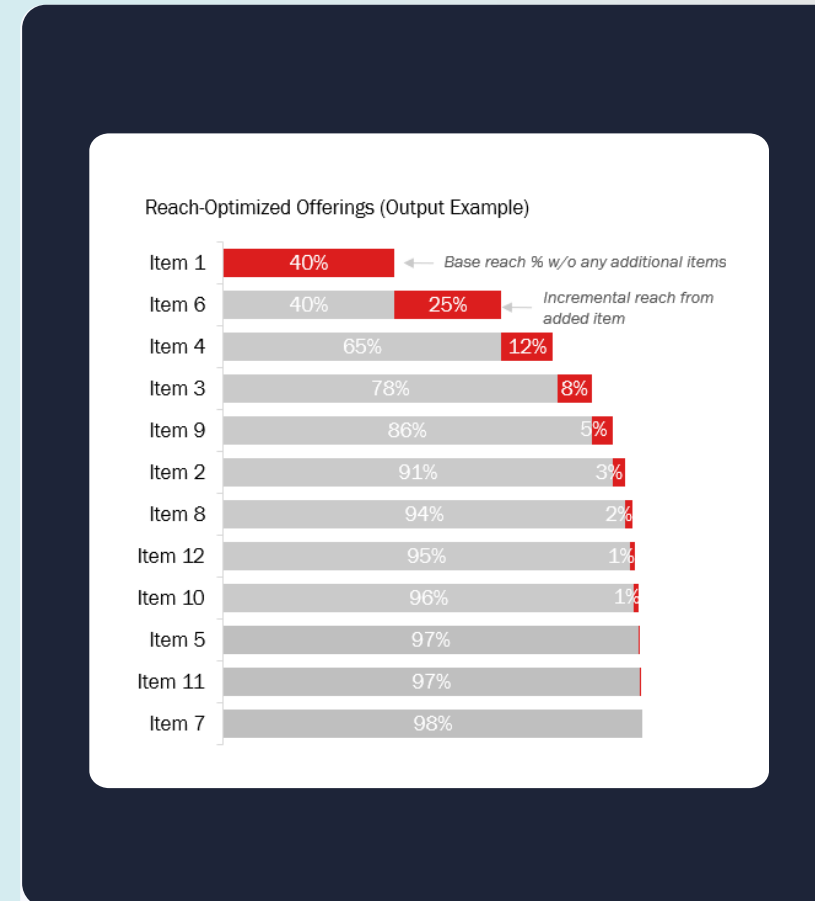 Reach-Optimized Offerings (Output Example)
Item 1 40% Base reach % w/o any additional items
Item 6 40% 25% Incremental reach from
added item
Item 4 65% 12%
Item 3 78% 8%
Item 9 86% 5%
Item 2 91% 3%
Item 8 94% 2%
Item 12 95% 1%
Item 10 96% 1%
Item 5 97%
Item 11 97%
Item 7 98%